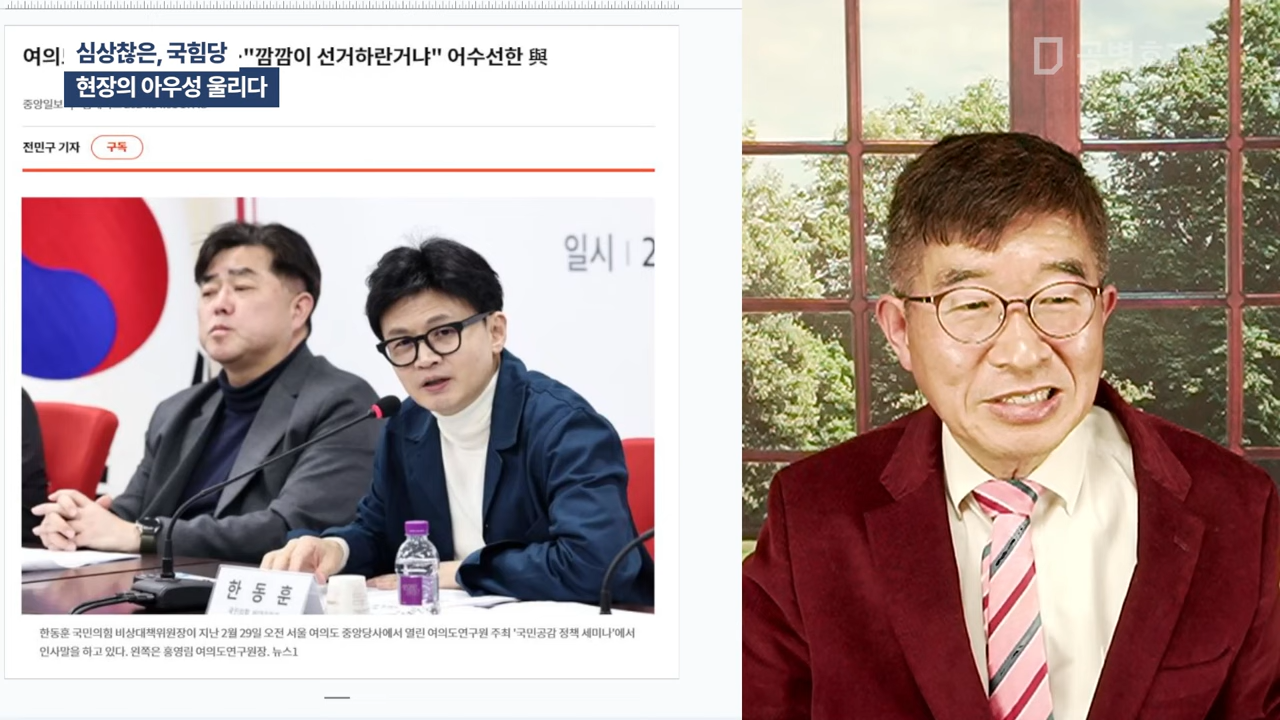 심상찮은, 국힘당
현장의 아우성 울리다
"깜깜이 선거하란거냐" 어수선한 與
중앙일보
전민구 기자
구독
일시 | 2
한동훈
한동훈 국민의힘 비상대책위원장이 지난 2월 29일 오전 서울 여의도 중앙당사에서 열린 여의도연구원 주최 '국민공감 정책 세미나'에서
인사말을 하고 있다. 왼쪽은 홍영림 여의도연구원장. 뉴스1